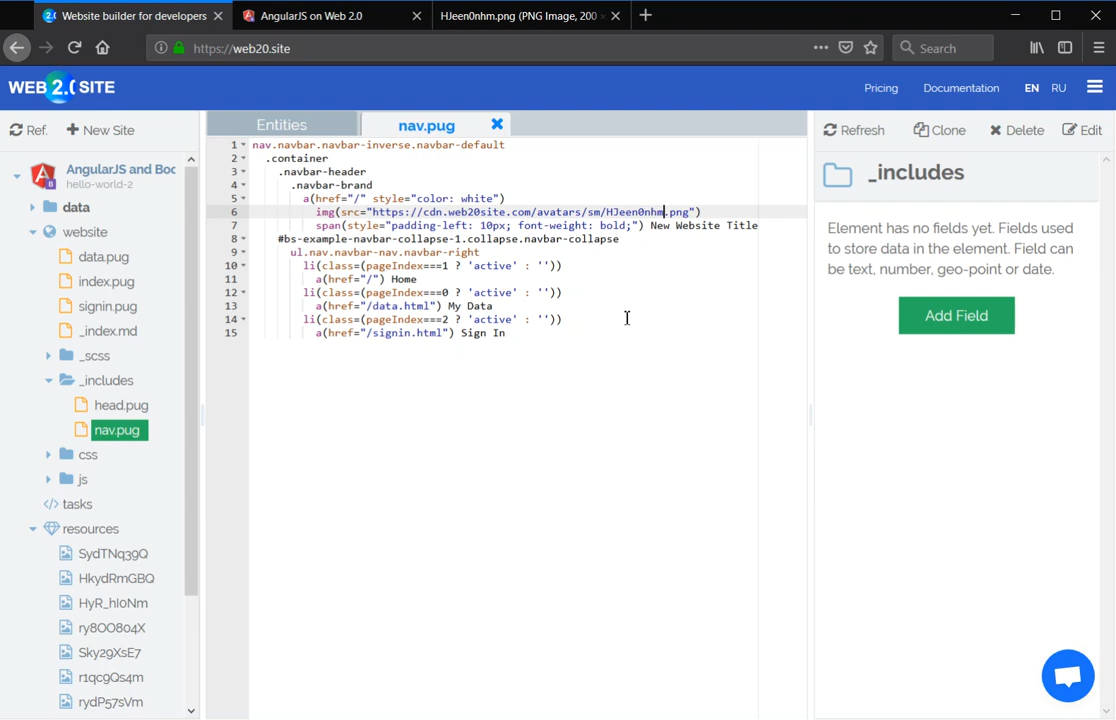 Website builder for developers
AngularJS on Web 2.0
HJeen0nhm.png (PNG Image, 200 ×
https://web20.site
Search
WEB 2.0 SITE
Pricing
Documentation
EN
RU
Ref.
New Site
AngularJS and Boo
hello-world-2
data
website
data.pug
index.pug
signin.pug
_index.md
_scss
_includes
head.pug
nav.pug
css
js
tasks
resources
SydTNq39Q
HkydRmGBQ
HyR_hI0Nm
ry8OO804X
Sky29XsE7
r1qc9Qs4m
rydP57sVm
Entities
nav.pug
1 nav.navbar.navbar-inverse.navbar-default
2 .container
3 .navbar-header
4 .navbar-brand
5 a(href="/" style="color: white")
6 img(src="https://cdn.web20site.com/avatars/sm/HJeen0nhm.png")
7 span(style="padding-left: 10px; font-weight: bold;") New Website Title
8 #bs-example-navbar-collapse-1.collapse.navbar-collapse
9 ul.navbar-nav.nav.navbar-right
10 li(class=(pageIndex===1 ? 'active' : ''))
11 a(href="/") Home
12 li(class=(pageIndex===0 ? 'active' : ''))
13 a(href="/data.html") My Data
14 li(class=(pageIndex===2 ? 'active' : ''))
15 a(href="/signin.html") Sign In
Refresh
Clone
Delete
Edit
_includes
Element has no fields yet. Fields used
to store data in the element. Field can
be text, number, geo-point or date.
Add Field